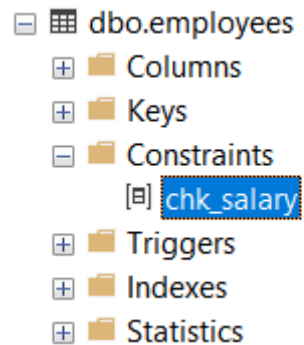 dbo.employees
Columns
Keys
Constraints
chk_salary
Triggers
Indexes
Statistics